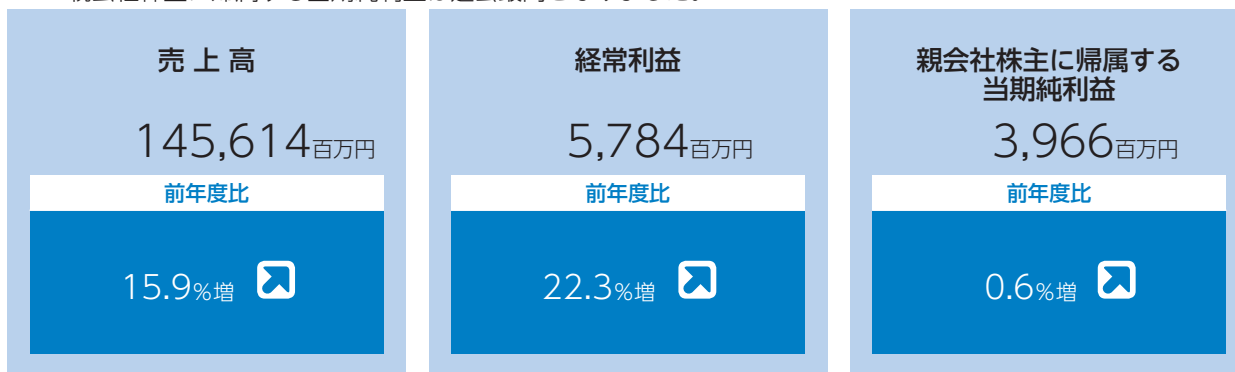 売上高
145,614百万円
前年度比
15.9%増
経常利益
5,784百万円
前年度比
22.3%増
親会社株主に帰属する
当期純利益
3,966百万円
前年度比
0.6%増